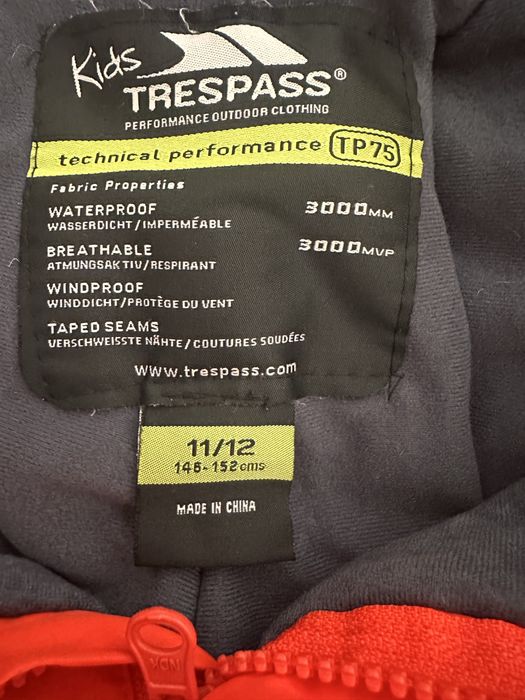 Kids
TRESPASS®
PERFORMANCE OUTDOOR CLOTHING
technical performance TP75
Fabric Properties
WATERPROOF 3000MM
WASSERDICHT/IMPERMÉABLE
BREATHABLE 3000MVP
ATMUNGSAKTIV/RESPIRANT
WINDPROOF
WINDDICHT/PROTÈGE DU VENT
TAPED SEAMS
VERSCHWEISSTE NÄHTE/COUTURES SOUDÉES
www.trespass.com
11/12
146-152cms
MADE IN CHINA